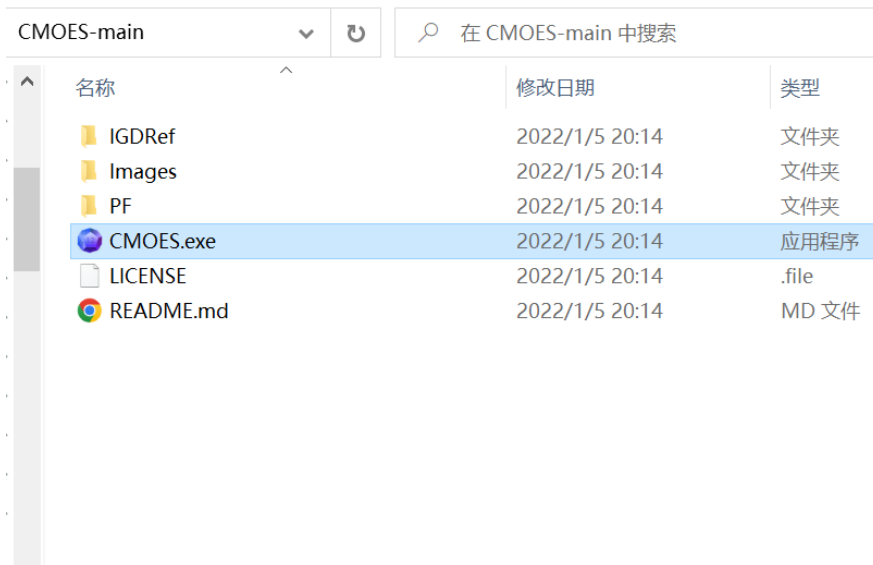 CMOES-main 在 CMOES-main 中搜索
名称 修改日期 类型
IGDRef 2022/1/5 20:14 文件夹
Images 2022/1/5 20:14 文件夹
PF 2022/1/5 20:14 文件夹
CMOES.exe 2022/1/5 20:14 应用程序
LICENSE 2022/1/5 20:14 .file
README.md 2022/1/5 20:14 MD 文件